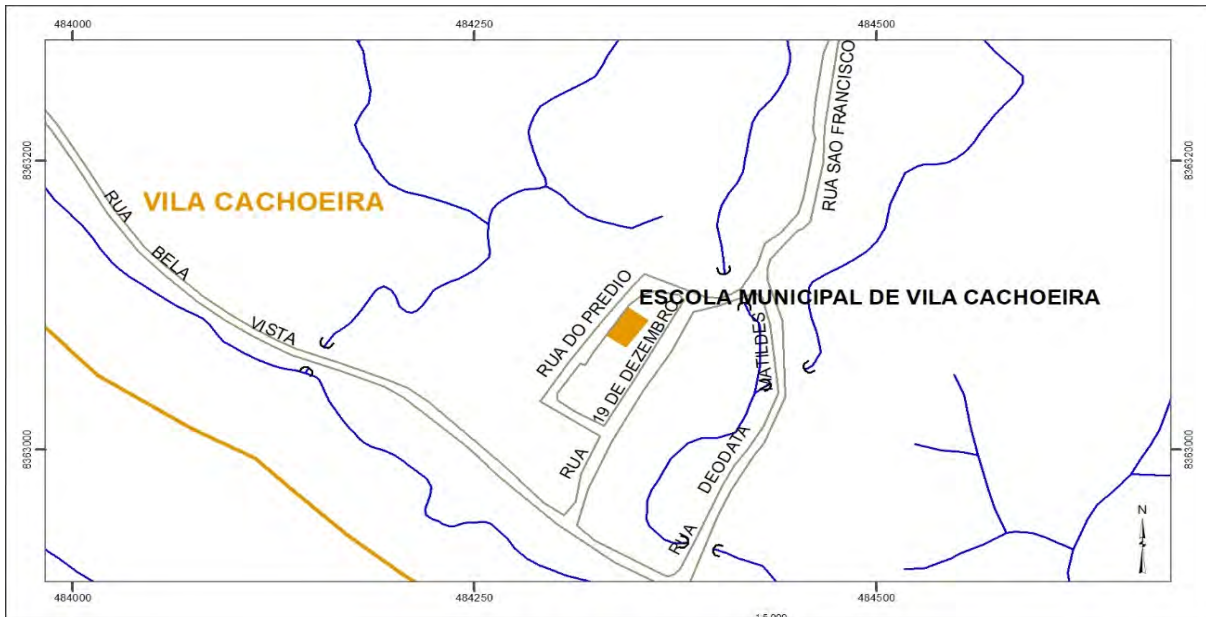 484000 484250 484500
8363200 8363200
RUA SAO FRANCISCO
VILA CACHOEIRA
RUA BELA VISTA
ESCOLA MUNICIPAL DE VILA CACHOEIRA
RUA DO PREDIO
RUA 19 DE DEZEMBRO
RUA DEODATA MATILDES
8363000 8363000
N
484000 484250 484500